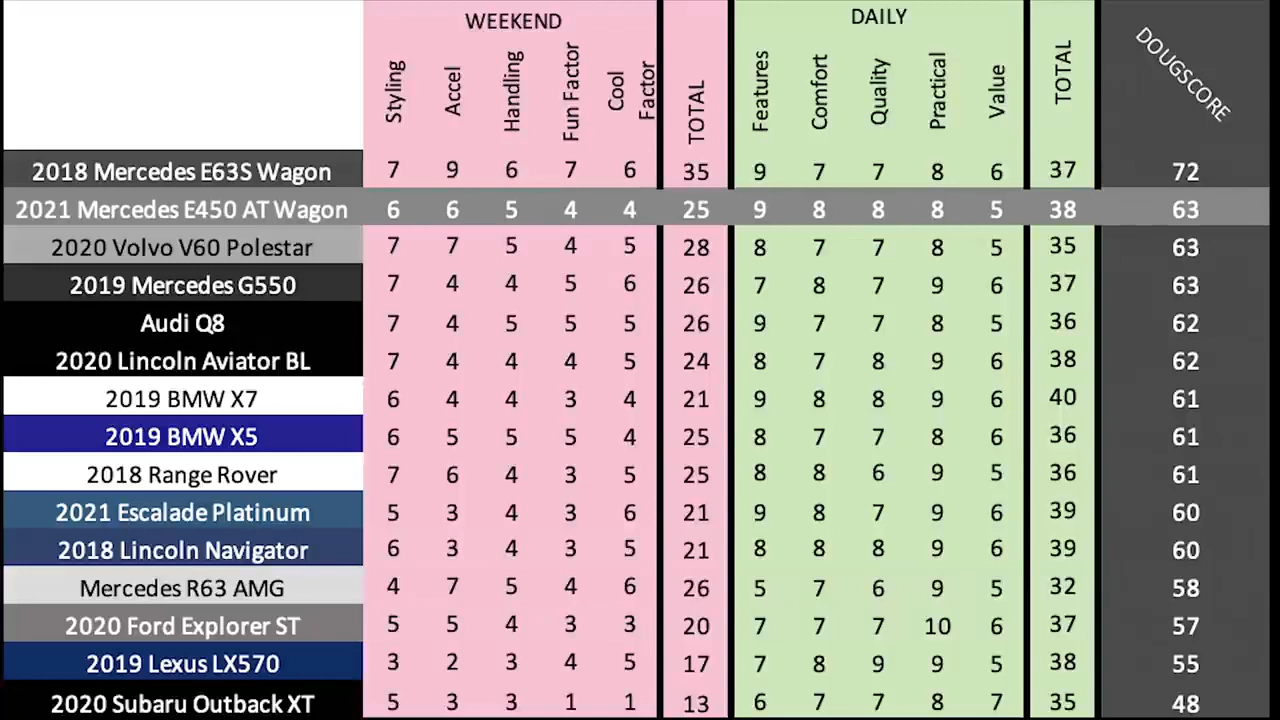 WEEKEND DAILY
Styling Accel Handling Fun Factor Cool Factor TOTAL Features Comfort Quality Practical Value TOTAL DOUGSCORE
2018 Mercedes E63S Wagon 7 9 6 7 6 35 9 7 7 8 6 37 72
2021 Mercedes E450 AT Wagon 6 6 5 4 4 25 9 8 8 8 5 38 63
2020 Volvo V60 Polestar 7 7 5 4 5 28 8 7 7 8 5 35 63
2019 Mercedes G550 7 4 4 5 6 26 7 8 7 9 6 37 63
Audi Q8 7 4 5 5 5 26 9 7 7 8 5 36 62
2020 Lincoln Aviator BL 7 4 4 4 5 24 8 7 8 9 6 38 62
2019 BMW X7 6 4 4 3 4 21 9 8 8 9 6 40 61
2019 BMW X5 6 5 5 5 4 25 8 7 7 8 6 36 61
2018 Range Rover 7 6 4 3 5 25 8 8 6 9 5 36 61
2021 Escalade Platinum 5 3 4 3 6 21 9 8 7 9 6 39 60
2018 Lincoln Navigator 6 3 4 3 5 21 8 8 8 9 6 39 60
Mercedes R63 AMG 4 7 5 4 6 26 5 7 6 9 5 32 58
2020 Ford Explorer ST 5 5 4 3 3 20 7 7 7 10 6 37 57
2019 Lexus LX570 3 2 3 4 5 17 7 8 9 9 5 38 55
2020 Subaru Outback XT 5 3 3 1 1 13 6 7 7 8 7 35 48